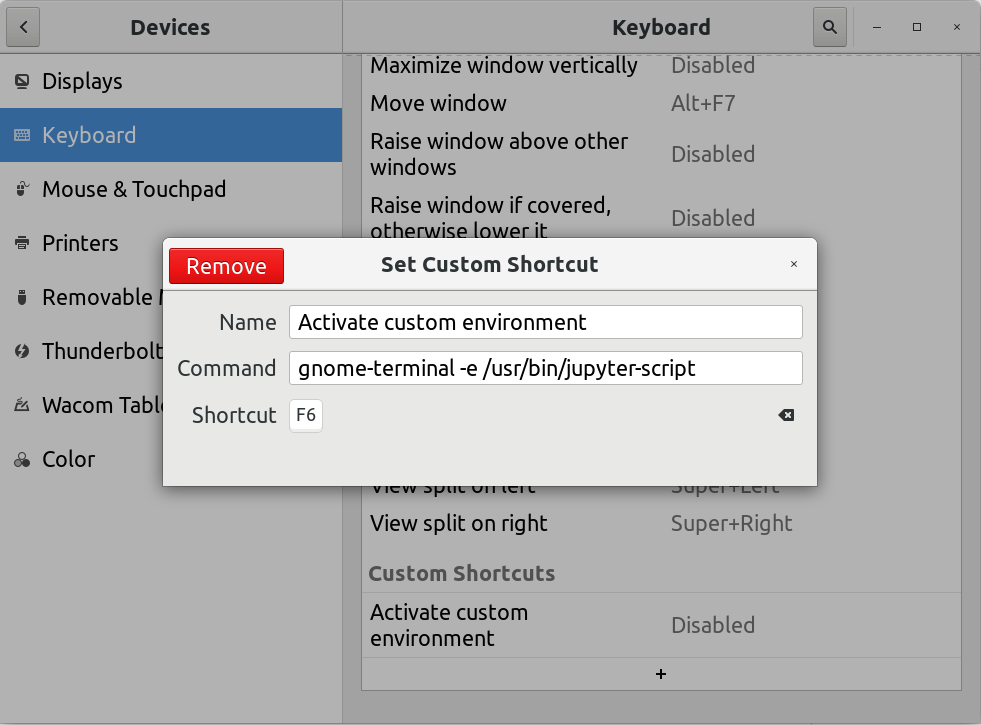 Devices
Keyboard
Displays
Keyboard
Mouse & Touchpad
Printers
Removable
Thunderbolt
Wacom
Color
Maximize window vertically Disabled
Move window Alt+F7
Raise window above other
windows Disabled
Raise window if covered,
otherwise lower it Disabled
Remove
Set Custom Shortcut
Name Activate custom environment
Command gnome-terminal -e /usr/bin/jupyter-script
Shortcut F6
View split on left Super+Left
View split on right Super+Right
Custom Shortcuts
Activate custom
environment Disabled
+